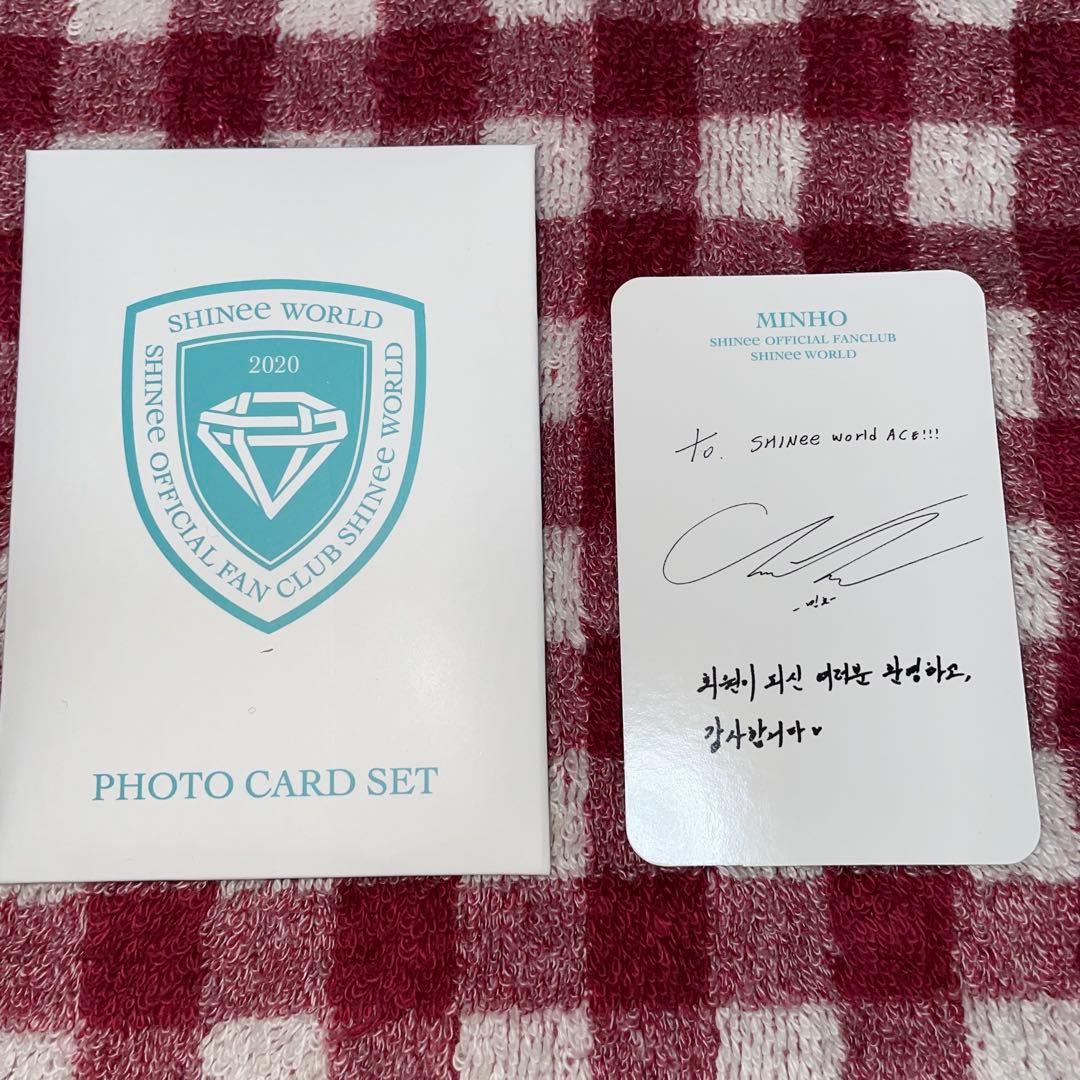 SHINee WORLD
2020
SHINee OFFICIAL FAN CLUB SHINee WORLD
PHOTO CARD SET
MINHO
SHINee OFFICIAL FANCLUB
SHINee WORLD
to. SHINee world ACE!!!
-민호-
회원이 되신 여러분 환영하고,
감사합니다♥